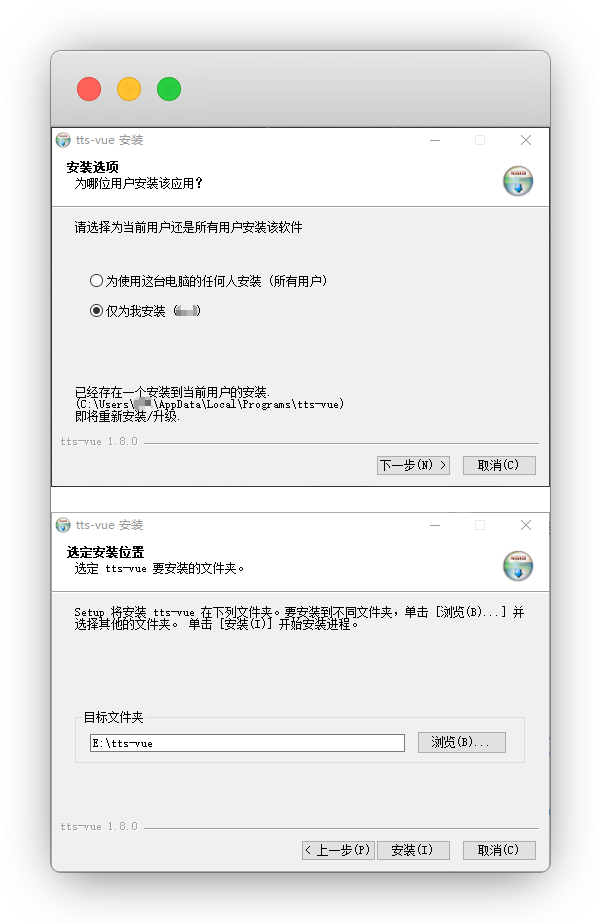 tts-vue 安装
安装选项
为哪位用户安装该应用？
请选择为当前用户还是所有用户安装该软件
为使用这台电脑的任何人安装（所有用户）
仅为我安装（ ）
已经存在一个安装到当前用户的安装.
(C:\Users\ \AppData\Local\Programs\tts-vue)
即将重新安装/升级.
tts-vue 1.8.0
下一步(N) >
取消(C)
tts-vue 安装
选定安装位置
选定 tts-vue 要安装的文件夹。
Setup 将安装 tts-vue 在下列文件夹。要安装到不同文件夹，单击 [浏览(B)...] 并
选择其他的文件夹。 单击 [安装(I)] 开始安装进程。
目标文件夹
E:\tts-vue
浏览(B)...
tts-vue 1.8.0
< 上一步(P)
安装(I)
取消(C)